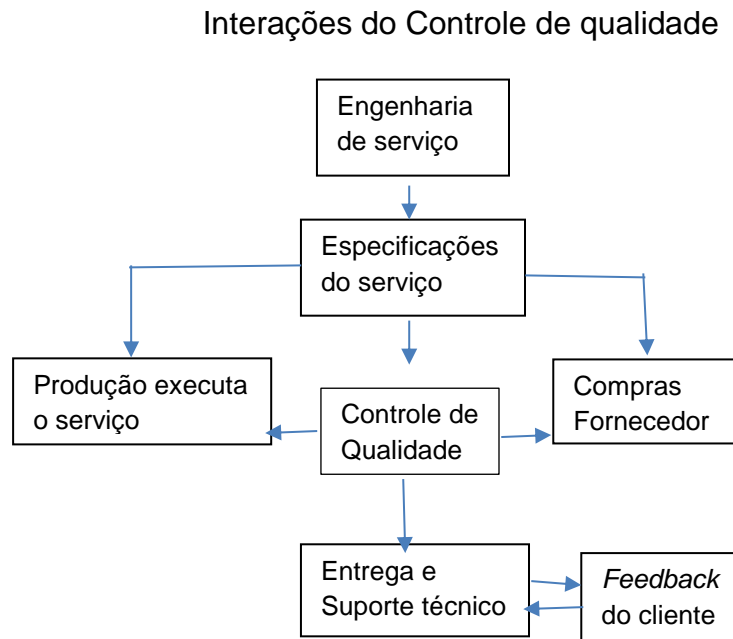 Interações do Controle de qualidade
Engenharia
de serviço
Especificações
do serviço
Produção executa
o serviço
Controle de
Qualidade
Compras
Fornecedor
Entrega e
Suporte técnico
Feedback
do cliente